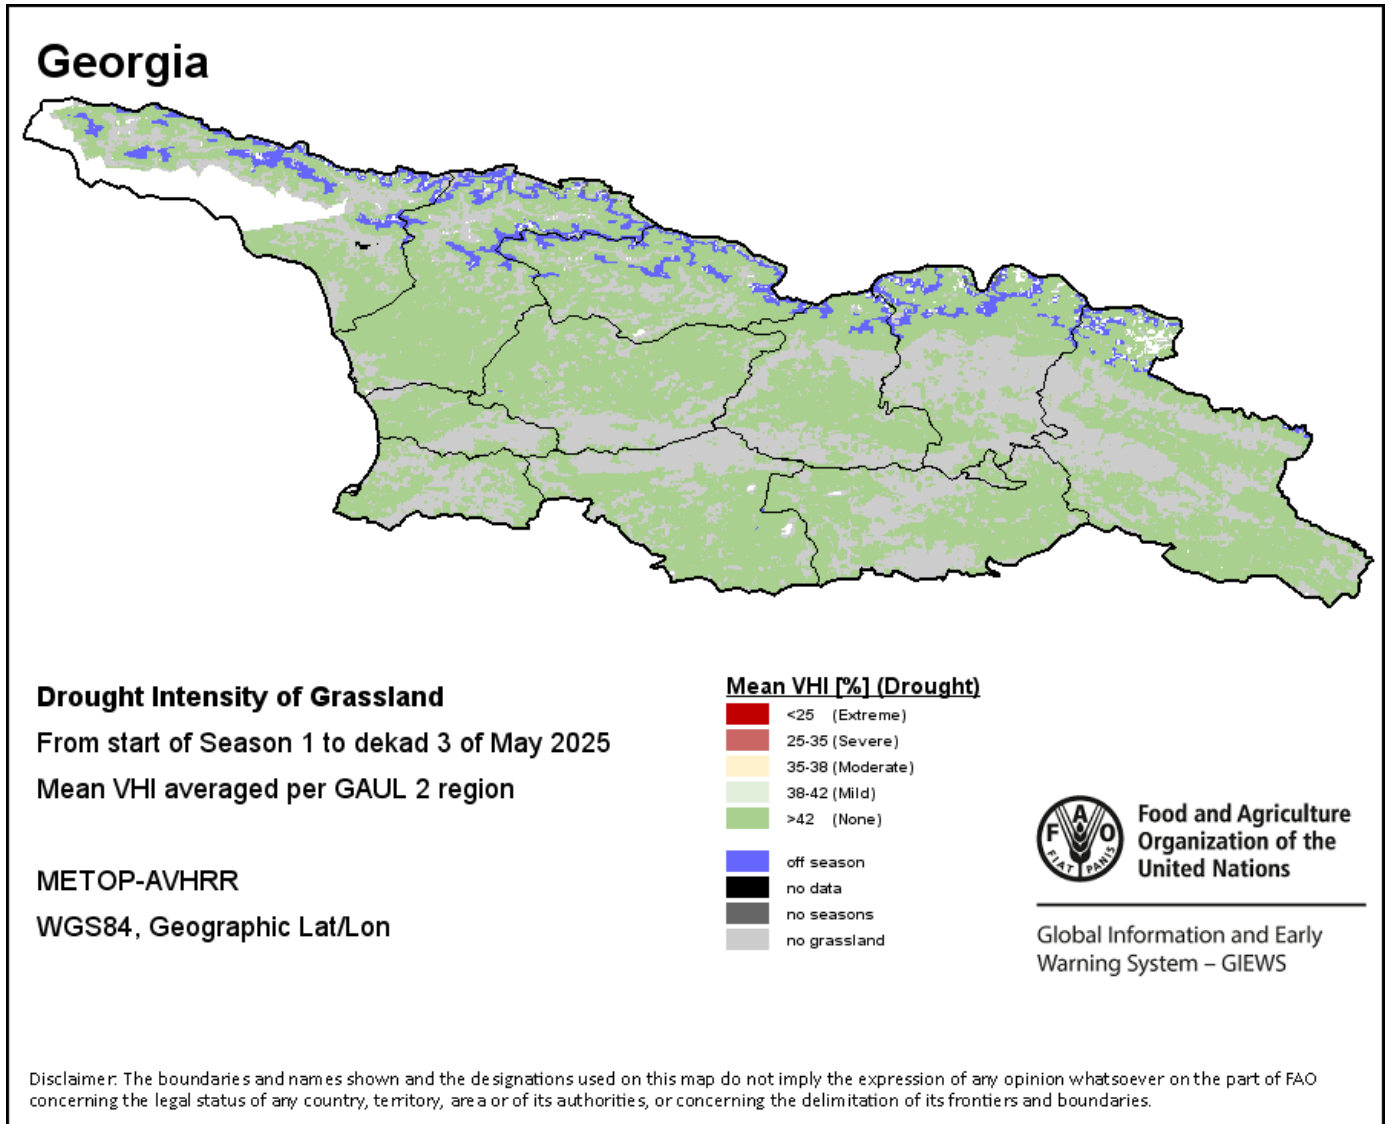 Georgia
Drought Intensity of Grassland
From start of Season 1 to dekad 3 of May 2025
Mean VHI averaged per GAUL 2 region
METOP-AVHRR
WGS84, Geographic Lat/Lon
Mean VHI [%] (Drought)
<25 (Extreme)
25-35 (Severe)
35-38 (Moderate)
38-42 (Mild)
>42 (None)
off season
no data
no seasons
no grassland
F A O
FIAT PANIS
Food and Agriculture
Organization of the
United Nations
Global Information and Early
Warning System – GIEWS
Disclaimer: The boundaries and names shown and the designations used on this map do not imply the expression of any opinion whatsoever on the part of FAO
concerning the legal status of any country, territory, area or of its authorities, or concerning the delimitation of its frontiers and boundaries.